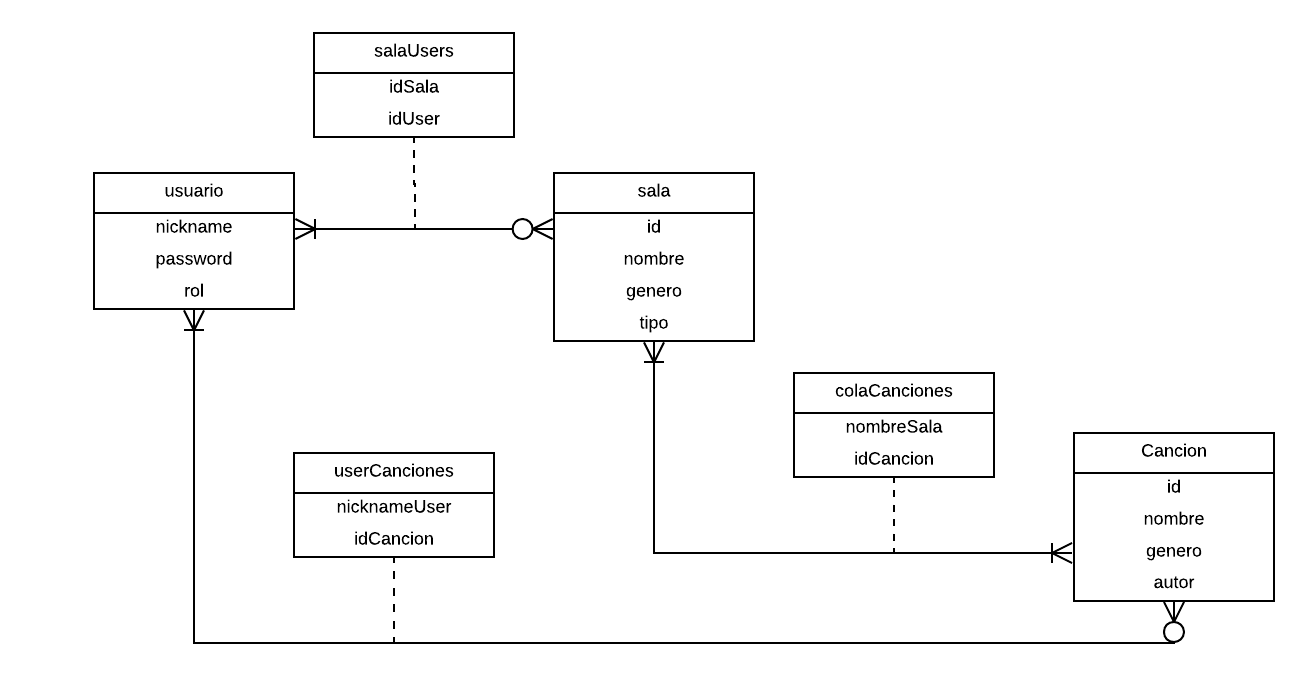 salaUsers
idSala
idUser
usuario
nickname
password
rol
sala
id
nombre
genero
tipo
colaCanciones
nombreSala
idCancion
Cancion
id
nombre
genero
autor
userCanciones
nicknameUser
idCancion